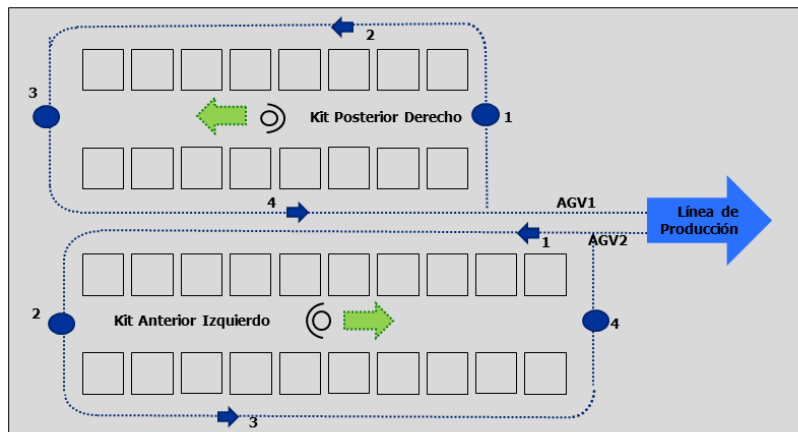 2
3
Kit Posterior Derecho
1
4
AGV1
Línea de
Producción
1
AGV2
2
Kit Anterior Izquierdo
4
3